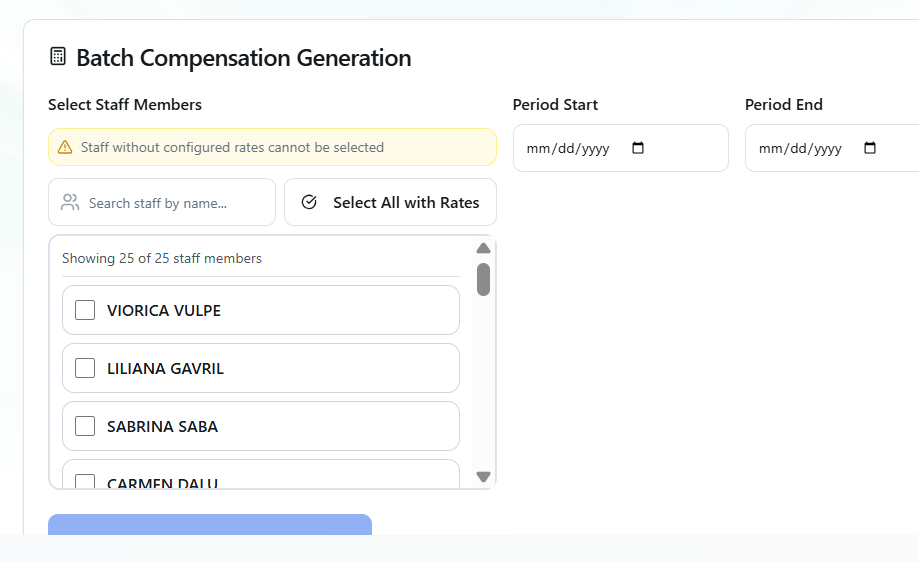 Batch Compensation Generation
Select Staff Members
Period Start
Period End
Staff without configured rates cannot be selected
mm/dd/yyyy
mm/dd/yyyy
Search staff by name...
Select All with Rates
Showing 25 of 25 staff members
VIORICA VULPE
LILIANA GAVRIL
SABRINA SABA
CARMEN DALU